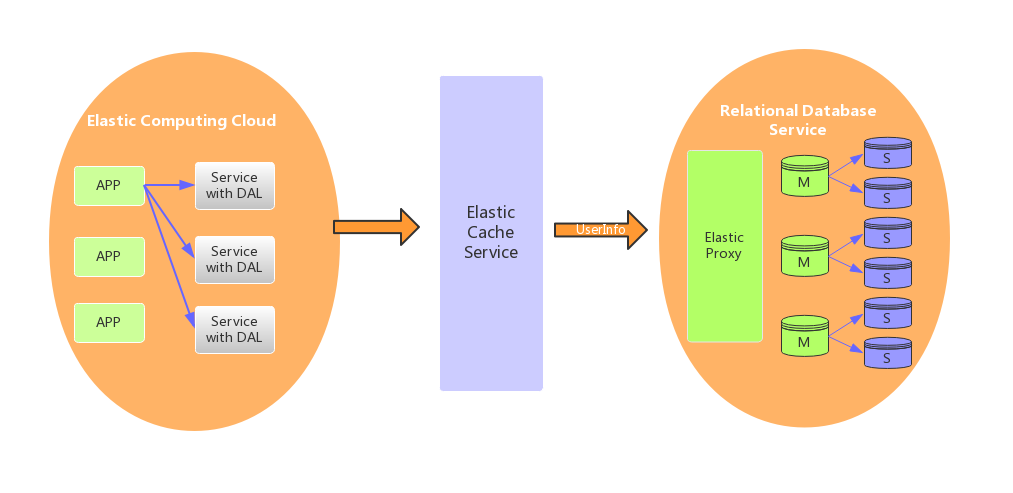 Elastic Computing Cloud
APP
APP
APP
Service
with DAL
Service
with DAL
Service
with DAL
Elastic
Cache
Service
UserInfo
Relational Database
Service
Elastic
Proxy
M
M
M
S
S
S
S
S
S